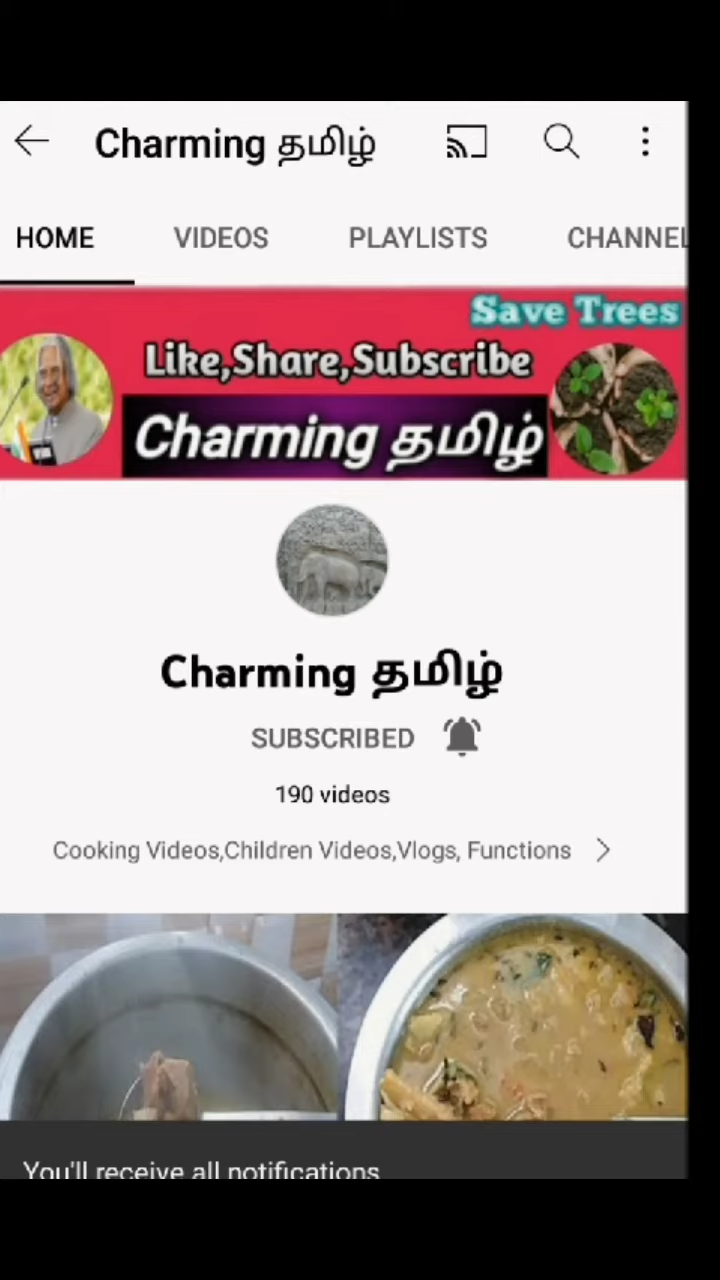 Charming தமிழ்
HOME VIDEOS PLAYLISTS CHANNEL
Save Trees
Like,Share,Subscribe
Charming தமிழ்
Charming தமிழ்
SUBSCRIBED
190 videos
Cooking Videos,Children Videos,Vlogs, Functions
You'll receive all notifications